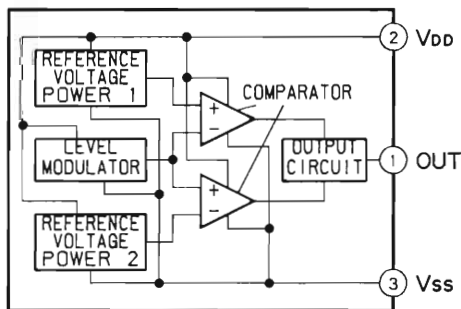 REFERENCE
VOLTAGE
POWER 1
LEVEL
MODULATOR
REFERENCE
VOLTAGE
POWER 2
+
−
+
−
COMPARATOR
OUTPUT
CIRCUIT
2 VDD
1 OUT
3 VSS